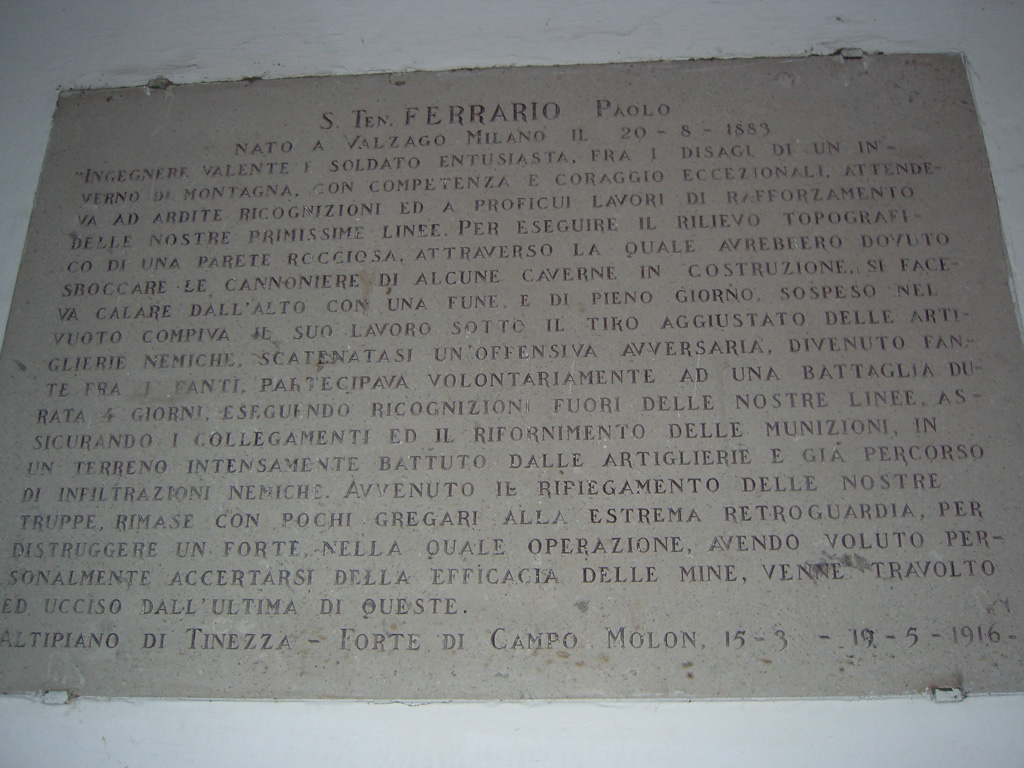 S. TEN. FERRARIO PAOLO
NATO A VALZAGO MILANO IL 20 - 8 - 1883
"INGEGNERE VALENTE E SOLDATO ENTUSIASTA, FRA I DISAGI DI UN IN-
VERNO DI MONTAGNA, CON COMPETENZA E CORAGGIO ECCEZIONALI, ATTENDE-
VA AD ARDITE RICOGNIZIONI ED A PROFICUI LAVORI DI RAFFORZAMENTO
DELLE NOSTRE PRIMISSIME LINEE. PER ESEGUIRE IL RILIEVO TOPOGRAFI-
CO DI UNA PARETE ROCCIOSA, ATTRAVERSO LA QUALE AVREBBERO DOVUTO
SBOCCARE LE CANNONIERE DI ALCUNE CAVERNE IN COSTRUZIONE, SI FACE-
VA CALARE DALL'ALTO CON UNA FUNE, E DI PIENO GIORNO, SOSPESO NEL
VUOTO COMPIVA IL SUO LAVORO SOTTO IL TIRO AGGIUSTATO DELLE ARTI-
GLIERIE NEMICHE. SCATENATASI UN'OFFENSIVA AVVERSARIA, DIVENUTO FAN-
TE FRA I FANTI, PARTECIPAVA VOLONTARIAMENTE AD UNA BATTAGLIA DU-
RATA 4 GIORNI, ESEGUENDO RICOGNIZIONI FUORI DELLE NOSTRE LINEE, AS-
SICURANDO I COLLEGAMENTI ED IL RIFORNIMENTO DELLE MUNIZIONI, IN
UN TERRENO INTENSAMENTE BATTUTO DALLE ARTIGLIERIE E GIÁ PERCORSO
DI INFILTRAZIONI NEMICHE. AVVENUTO IL RIPIEGAMENTO DELLE NOSTRE
TRUPPE, RIMASE CON POCHI GREGARI ALLA ESTREMA RETROGUARDIA, PER
DISTRUGGERE UN FORTE, NELLA QUALE OPERAZIONE, AVENDO VOLUTO PER-
SONALMENTE ACCERTARSI DELLA EFFICACIA DELLE MINE, VENNE TRAVOLTO
ED UCCISO DALL'ULTIMA DI QUESTE.
ALTIPIANO DI TINEZZA - FORTE DI CAMPO MOLON, 15 - 3 - 19 - 5 - 1916 -